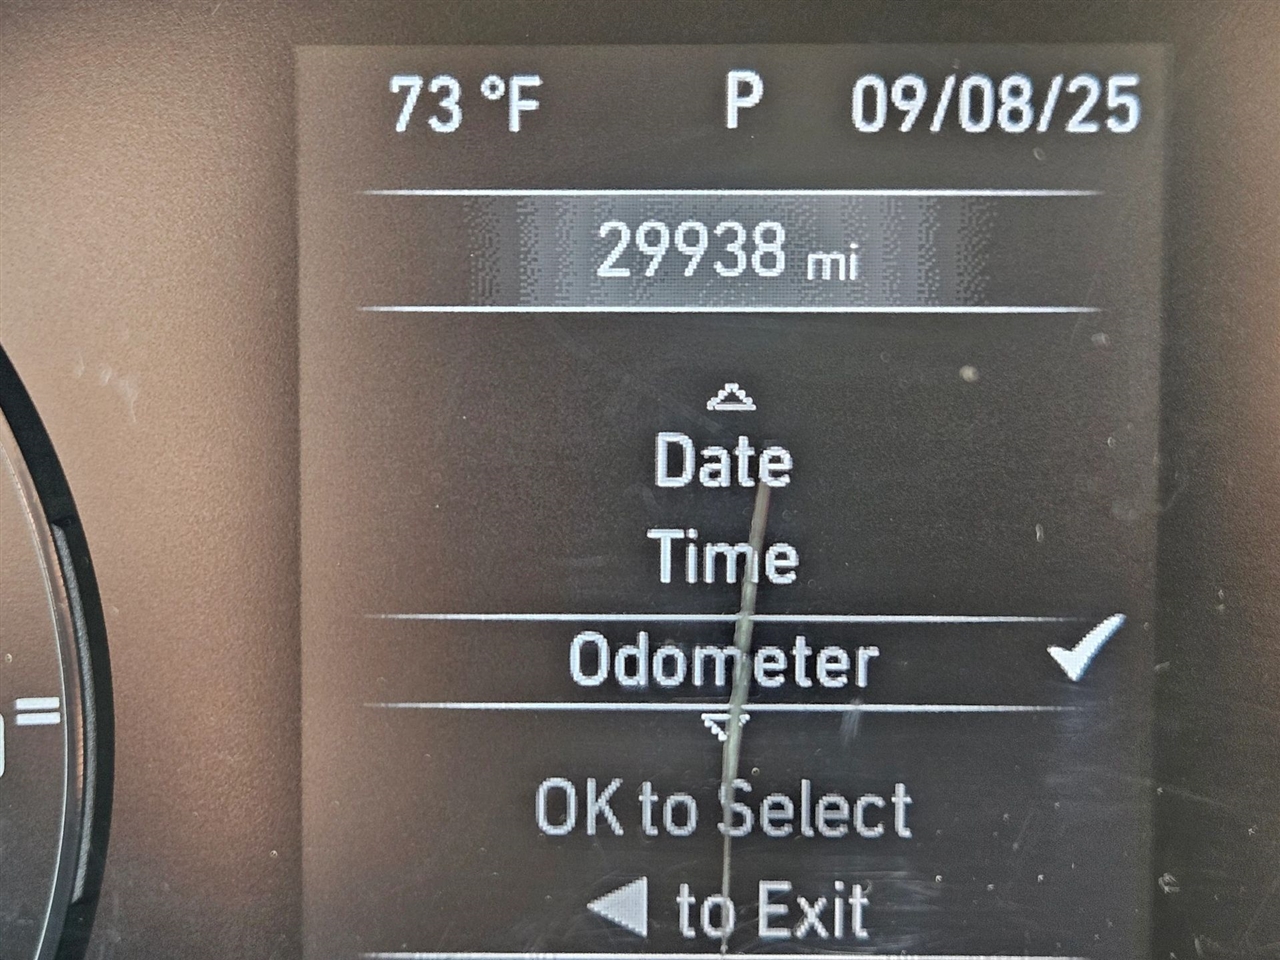 73 °F P 09/08/25
29938 mi
Date
Time
Odometer
OK to Select
to Exit